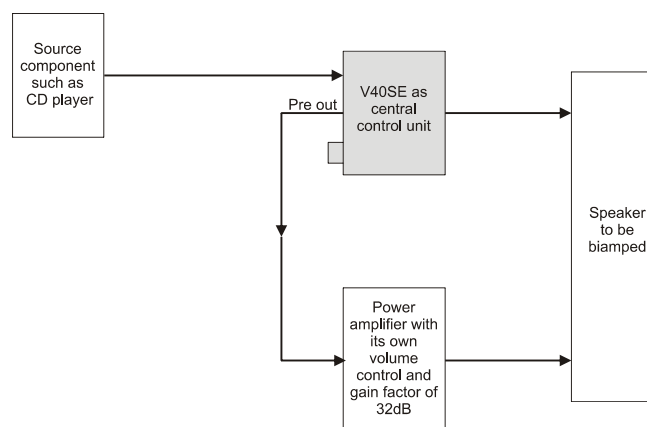 Source
component
such as
CD player
V40SE as
central
control unit
Pre out
Speaker
to be
biamped
Power
amplifier with
its own
volume
control and
gain factor of
32dB